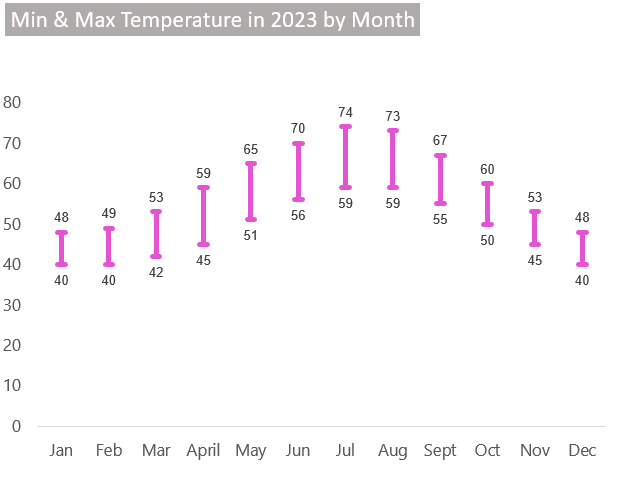 Min & Max Temperature in 2023 by Month
80
70
60
50
40
30
20
10
0
48 49 53 59 65 70 74 73 67 60 53 48
40 40 42 45 51 56 59 59 55 50 45 40
Jan Feb Mar April May Jun Jul Aug Sept Oct Nov Dec